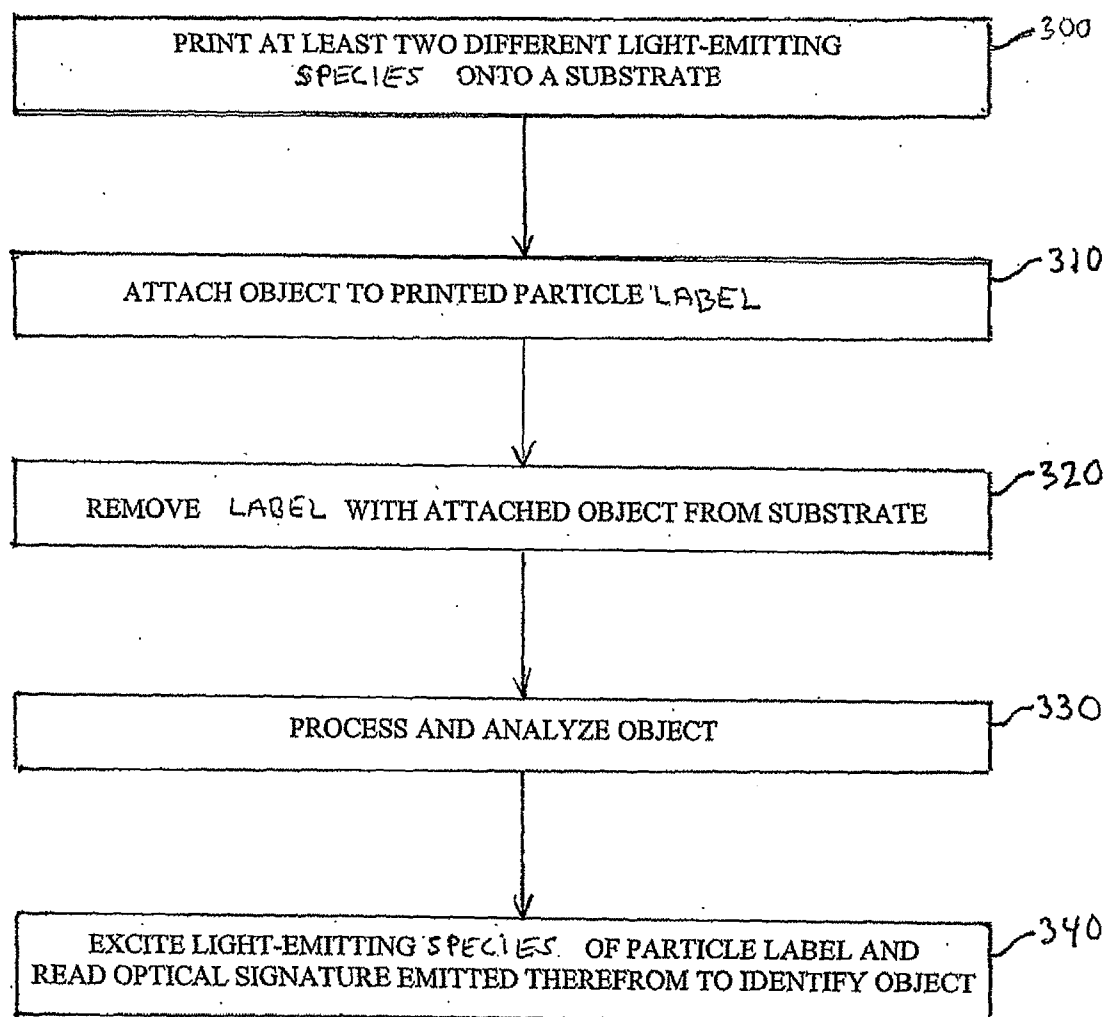 PRINT AT LEAST TWO DIFFERENT LIGHT-EMITTING
SPECIES ONTO A SUBSTRATE
300
ATTACH OBJECT TO PRINTED PARTICLE LABEL
310
REMOVE LABEL WITH ATTACHED OBJECT FROM SUBSTRATE
320
PROCESS AND ANALYZE OBJECT
330
EXCITE LIGHT-EMITTING SPECIES OF PARTICLE LABEL AND
READ OPTICAL SIGNATURE EMITTED THEREFROM TO IDENTIFY OBJECT
340